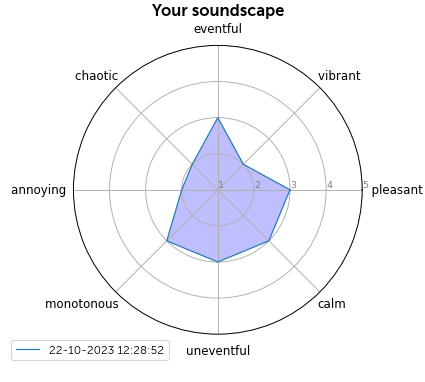 Your soundscape
eventful
chaotic
vibrant
annoying
1 2 3 4 5
pleasant
monotonous
calm
uneventful
22-10-2023 12:28:52